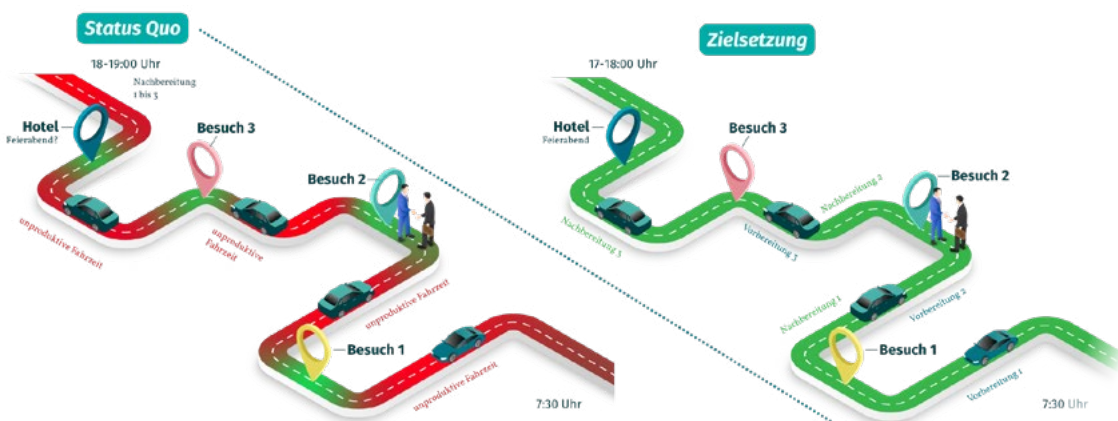 Status Quo
18-19:00 Uhr
Nachbereitung
1 bis 3
Hotel
Feierabend?
Besuch 3
Besuch 2
unproduktive Fahrzeit
unproduktive
Fahrzeit
unproduktive Fahrzeit
Besuch 1
unproduktive Fahrzeit
7:30 Uhr
Zielsetzung
17-18:00 Uhr
Hotel
Feierabend
Besuch 3
Besuch 2
Nachbereitung 2
Nachbereitung 3
Vorbereitung 3
Nachbereitung 1
Vorbereitung 2
Besuch 1
Vorbereitung 1
7:30 Uhr